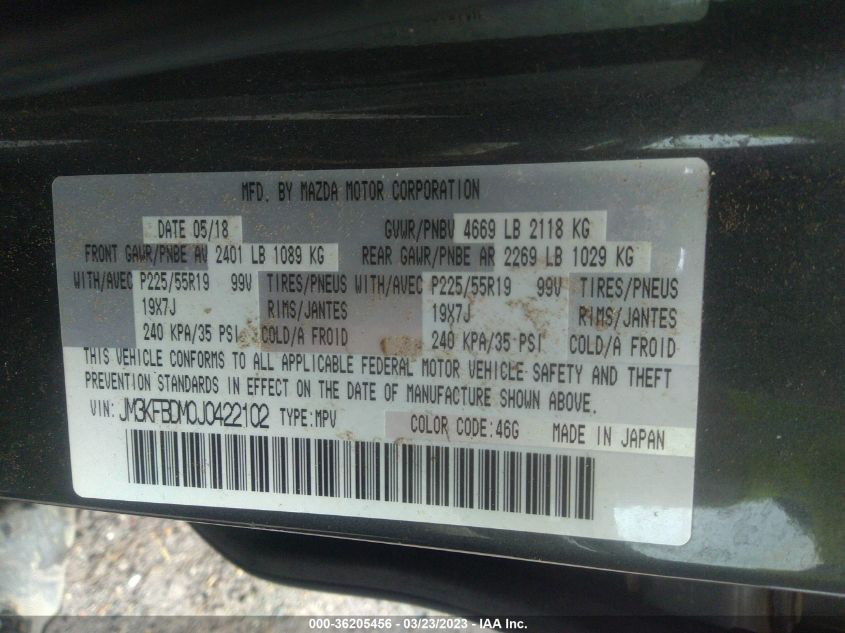 MFD. BY MAZDA MOTOR CORPORATION
DATE 05/18 GVWR/PNBV 4669 LB 2118 KG
FRONT GAWR/PNBE AV 2401 LB 1089 KG REAR GAWR/PNBE AR 2269 LB 1029 KG
WITH/AVEC P225/55R19 99V TIRES/PNEUS WITH/AVEC P225/55R19 99V TIRES/PNEUS
19X7J RIMS/JANTES 19X7J RIMS/JANTES
240 KPA/35 PSI COLD/A FROID 240 KPA/35 PSI COLD/A FROID
THIS VEHICLE CONFORMS TO ALL APPLICABLE FEDERAL MOTOR VEHICLE SAFETY AND THEFT
PREVENTION STANDARDS IN EFFECT ON THE DATE OF MANUFACTURE SHOWN ABOVE.
VIN: JM3KFBDM0J0422102 TYPE:MPV COLOR CODE:46G MADE IN JAPAN
000-36205456 - 03/23/2023 - IAA Inc.